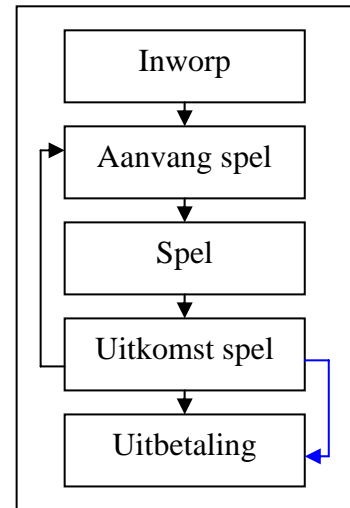 Inworp
Aanvang spel
Spel
Uitkomst spel
Uitbetaling